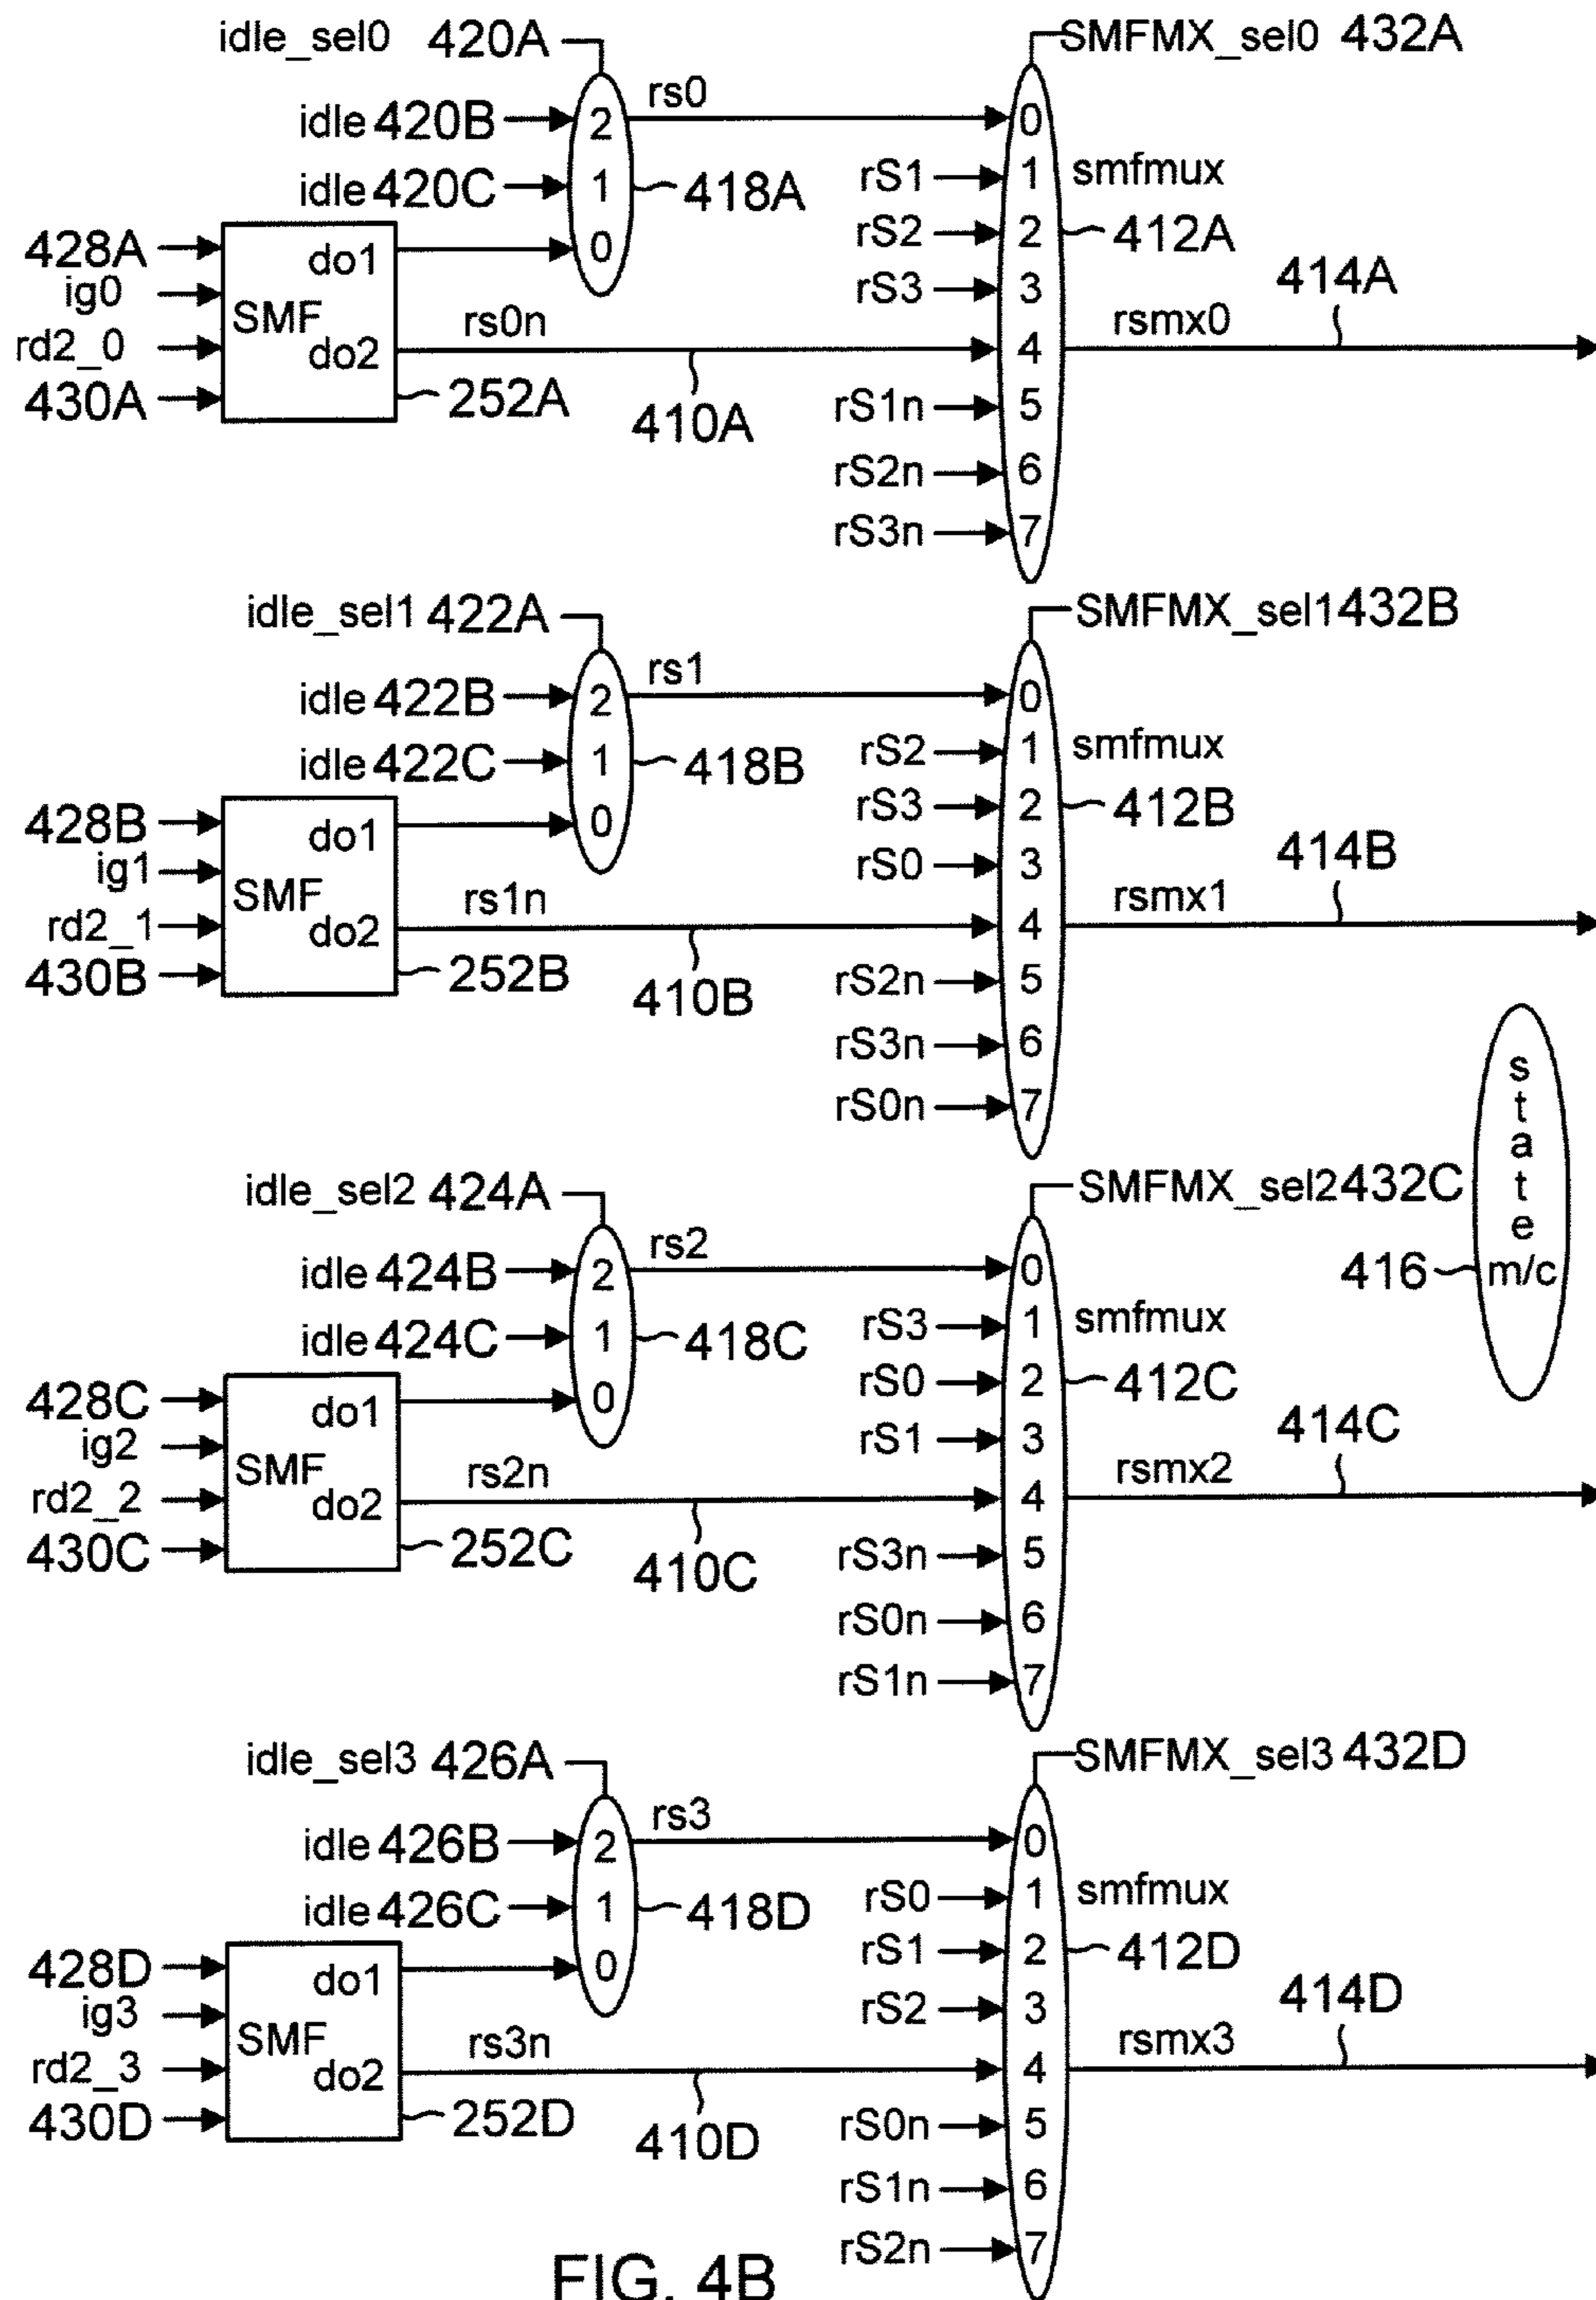 idle_sel0 420A
SMFMX_sel0 432A
idle 420B 2 rs0 0
rS1 1 smfmux
idle 420C 1 418A
rS2 2 412A
428A do1 0
rS3 3 414A
ig0 SMF
rd2_0 do2 rs0n 4 rsmx0
430A 252A 410A
rS1n 5
rS2n 6
rS3n 7
idle_sel1 422A
SMFMX_sel1 432B
idle 422B 2 rs1 0
rS2 1 smfmux
idle 422C 1 418B
rS3 2 412B
428B do1 0
rS0 3 414B
ig1 SMF
rd2_1 do2 rs1n 4 rsmx1
430B 252B 410B
rS2n 5
rS3n 6
rS0n 7
state m/c
416
idle_sel2 424A
SMFMX_sel2 432C
idle 424B 2 rs2 0
rS3 1 smfmux
idle 424C 1 418C
rS0 2 412C
428C do1 0
rS1 3 414C
ig2 SMF
rd2_2 do2 rs2n 4 rsmx2
430C 252C 410C
rS3n 5
rS0n 6
rS1n 7
idle_sel3 426A
SMFMX_sel3 432D
idle 426B 2 rs3 0
rS0 1 smfmux
idle 426C 1 418D
rS1 2 412D
428D do1 0
rS2 3 414D
ig3 SMF
rd2_3 do2 rs3n 4 rsmx3
430D 252D 410D
rS0n 5
rS1n 6
rS2n 7
FIG. 4B